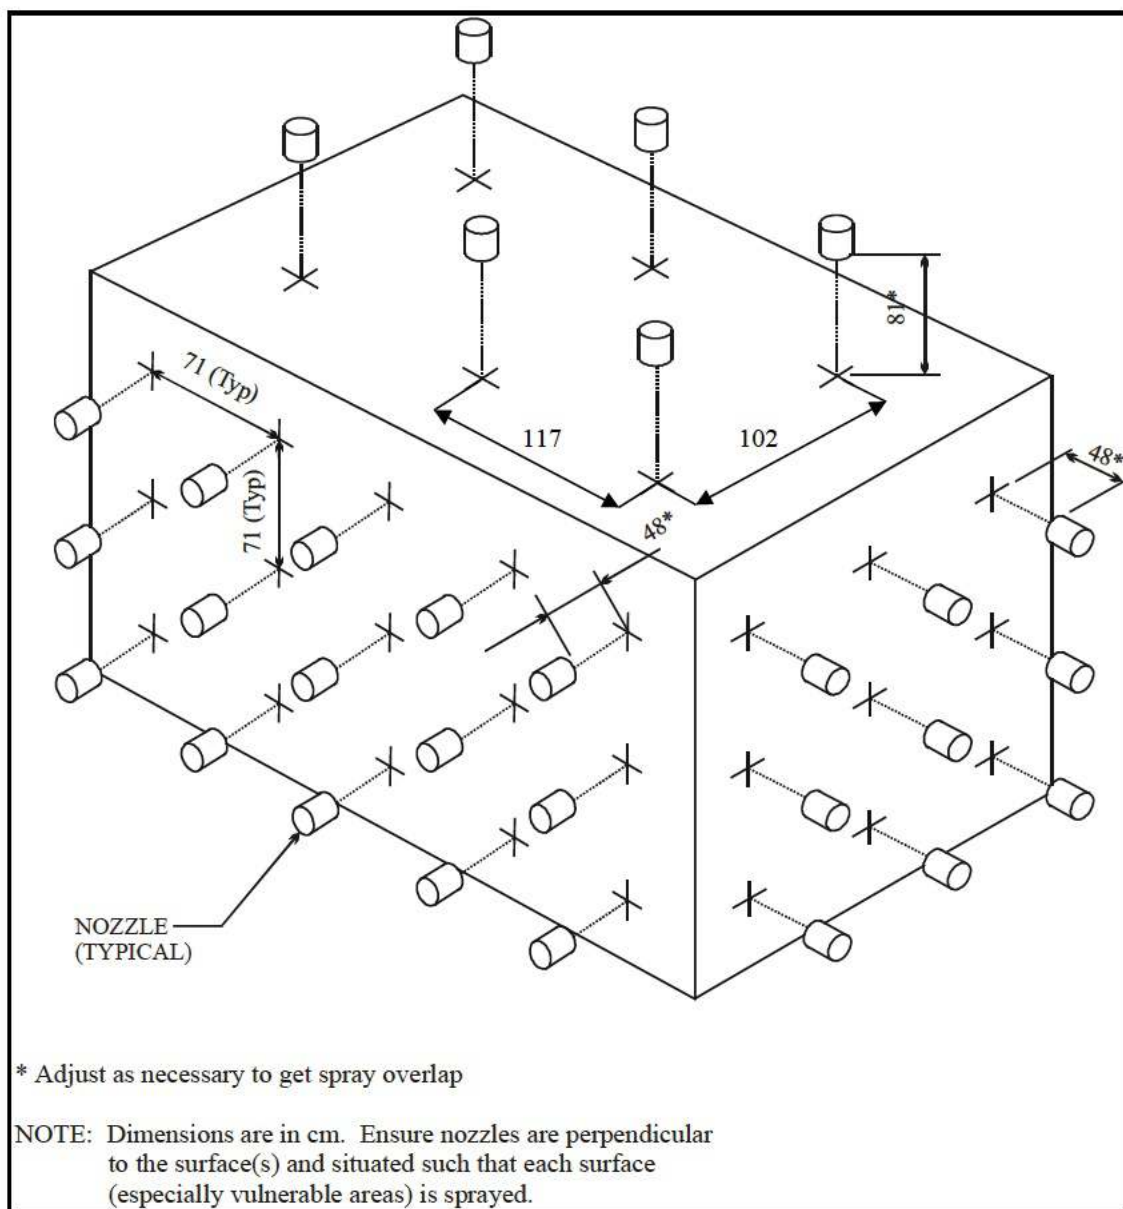 81*
71 (Typ)
71 (Typ)
117
102
48*
48*
NOZZLE
(TYPICAL)
* Adjust as necessary to get spray overlap
NOTE: Dimensions are in cm. Ensure nozzles are perpendicular
to the surface(s) and situated such that each surface
(especially vulnerable areas) is sprayed.